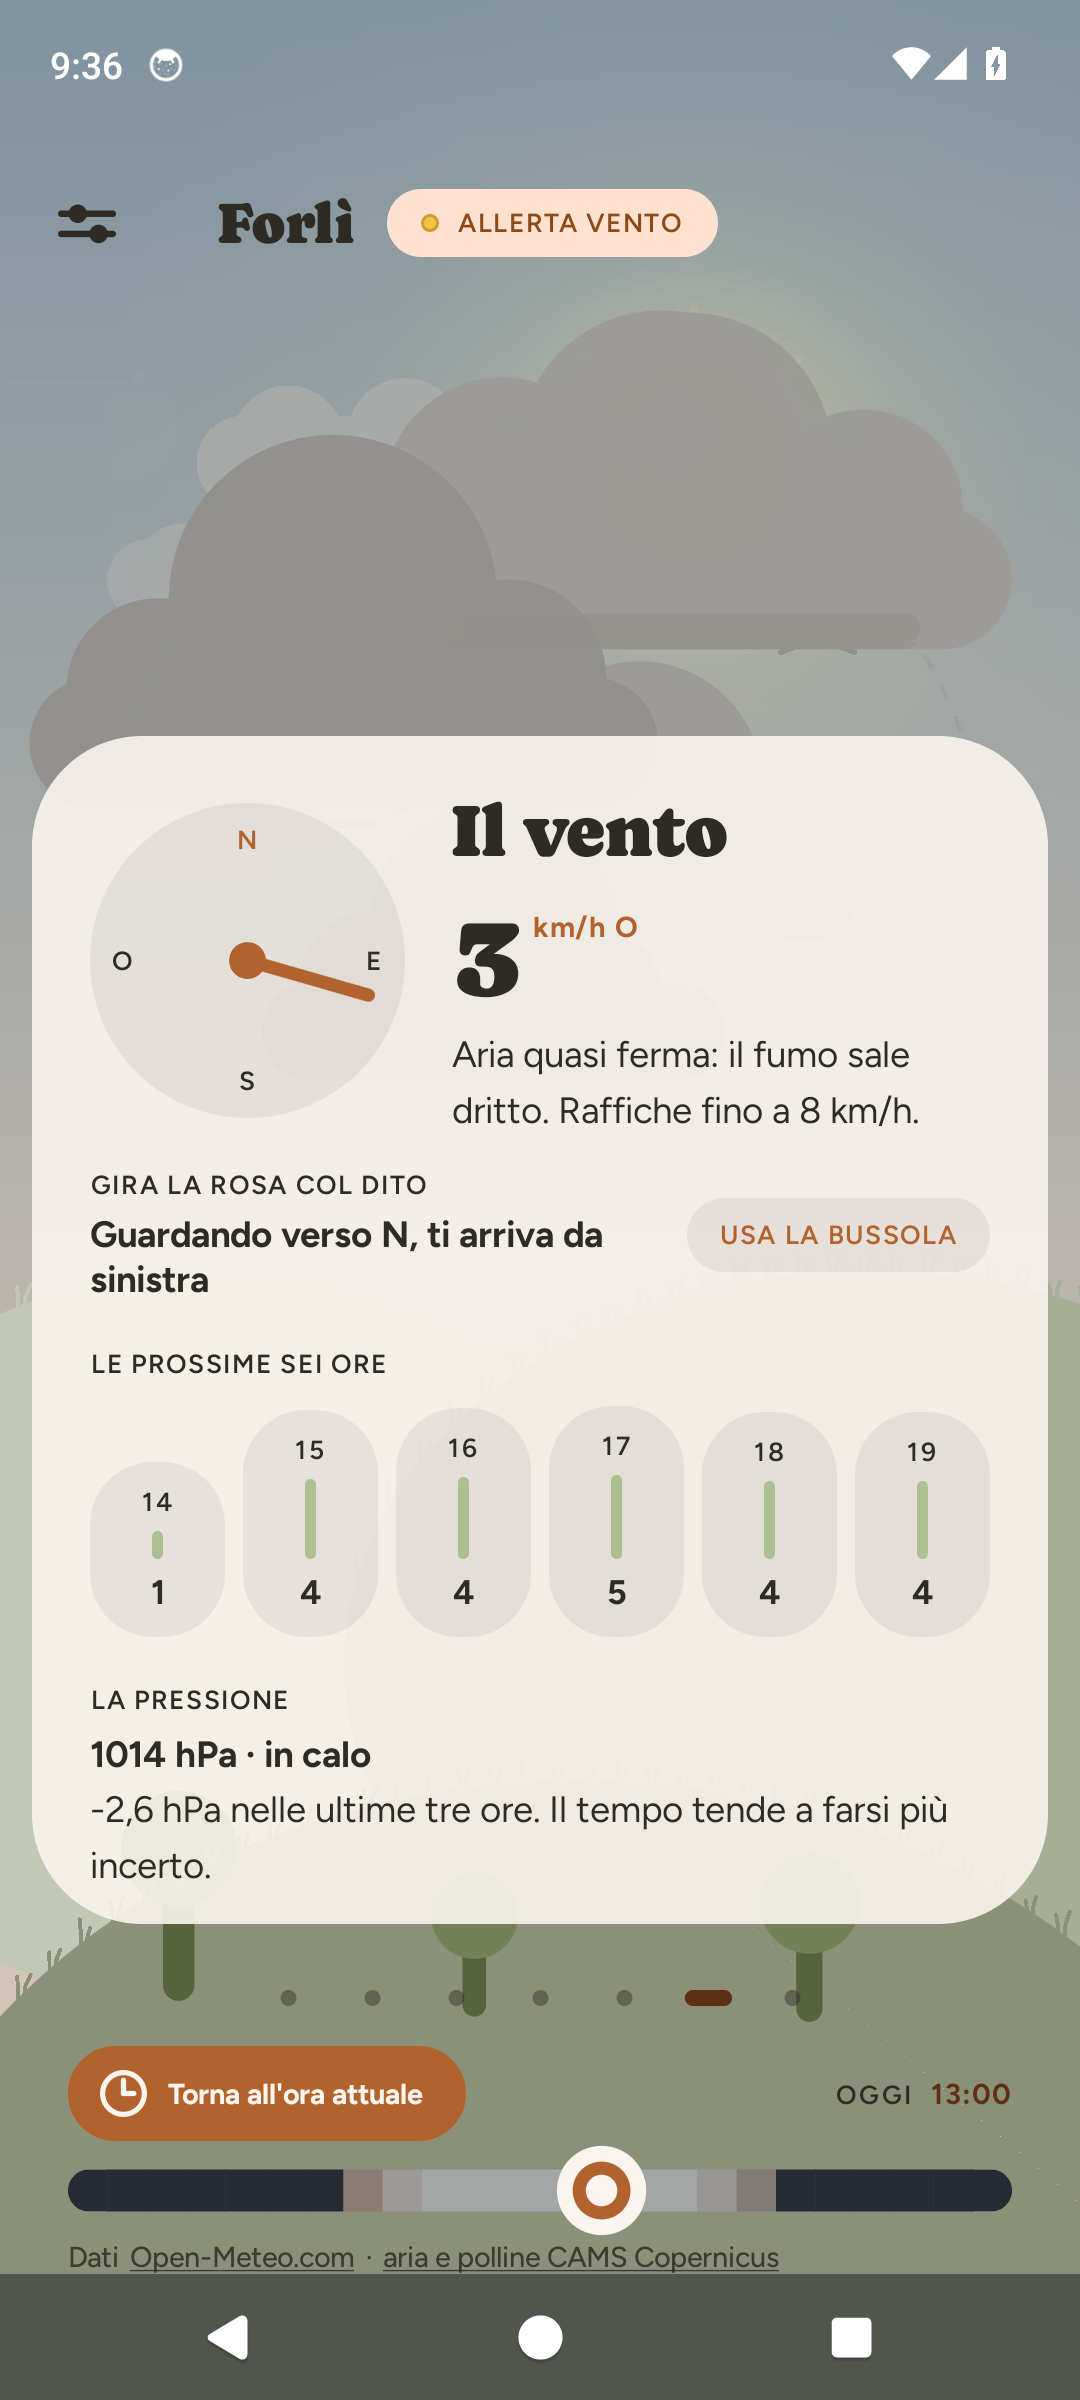 9:36
Forlì
ALLERTA VENTO
Il vento
N
O
E
S
3 km/h O
Aria quasi ferma: il fumo sale
dritto. Raffiche fino a 8 km/h.
GIRA LA ROSA COL DITO
Guardando verso N, ti arriva da
sinistra
USA LA BUSSOLA
LE PROSSIME SEI ORE
14 15 16 17 18 19
1 4 4 5 4 4
LA PRESSIONE
1014 hPa · in calo
-2,6 hPa nelle ultime tre ore. Il tempo tende a farsi più
incerto.
Torna all'ora attuale
OGGI 13:00
Dati Open-Meteo.com · aria e polline CAMS Copernicus